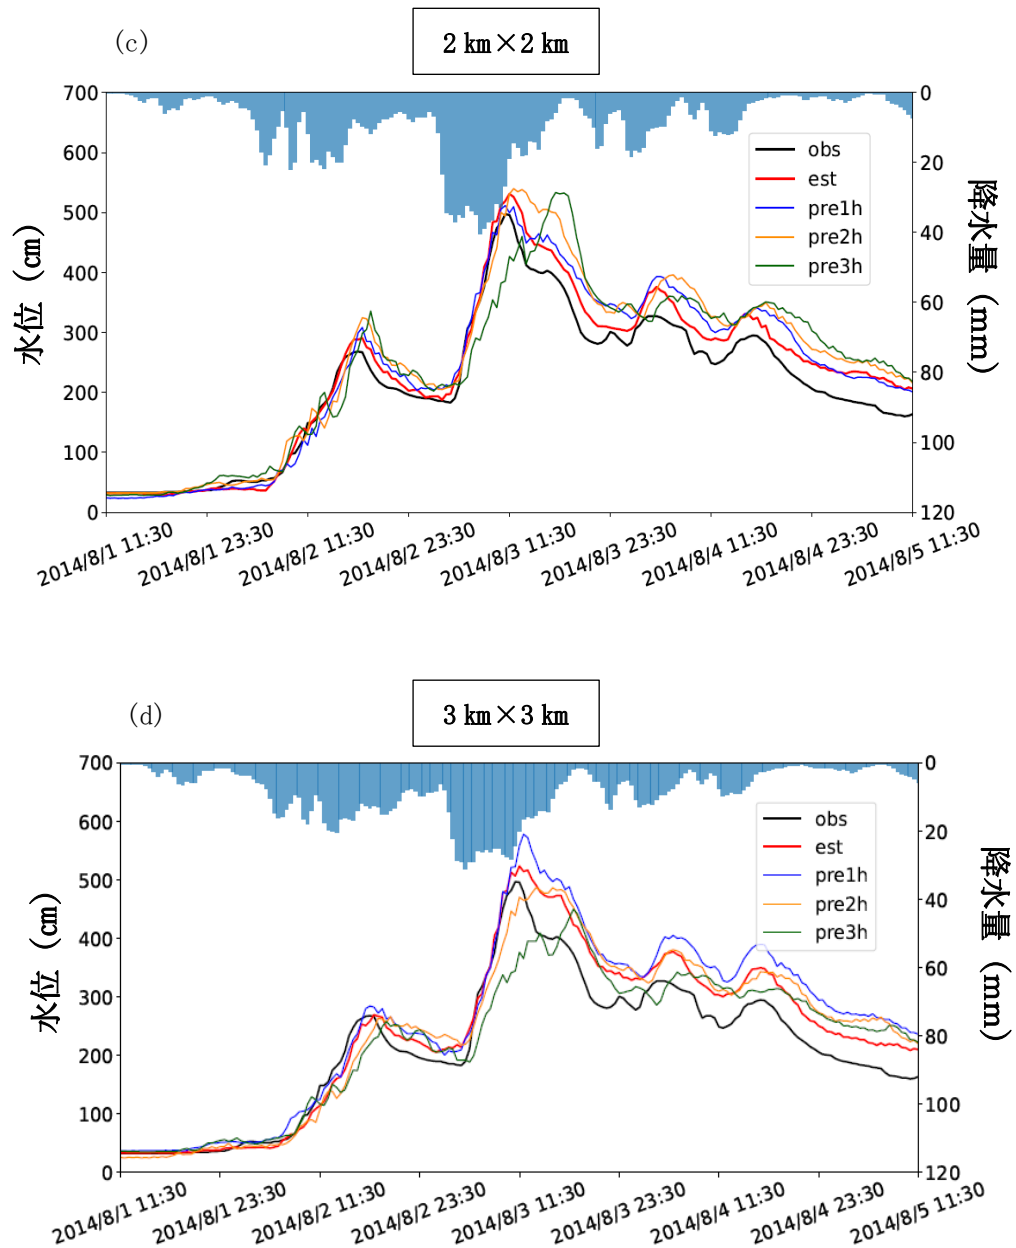 (c)
2 km×2 km
700
600
500
400
300
200
100
0
水位 (cm)
0
20
40
60
80
100
120
降水量 (mm)
obs
est
pre1h
pre2h
pre3h
2014/8/1 11:30
2014/8/1 23:30
2014/8/2 11:30
2014/8/2 23:30
2014/8/3 11:30
2014/8/3 23:30
2014/8/4 11:30
2014/8/4 23:30
2014/8/5 11:30
(d)
3 km×3 km
700
600
500
400
300
200
100
0
水位 (cm)
0
20
40
60
80
100
120
降水量 (mm)
obs
est
pre1h
pre2h
pre3h
2014/8/1 11:30
2014/8/1 23:30
2014/8/2 11:30
2014/8/2 23:30
2014/8/3 11:30
2014/8/3 23:30
2014/8/4 11:30
2014/8/4 23:30
2014/8/5 11:30